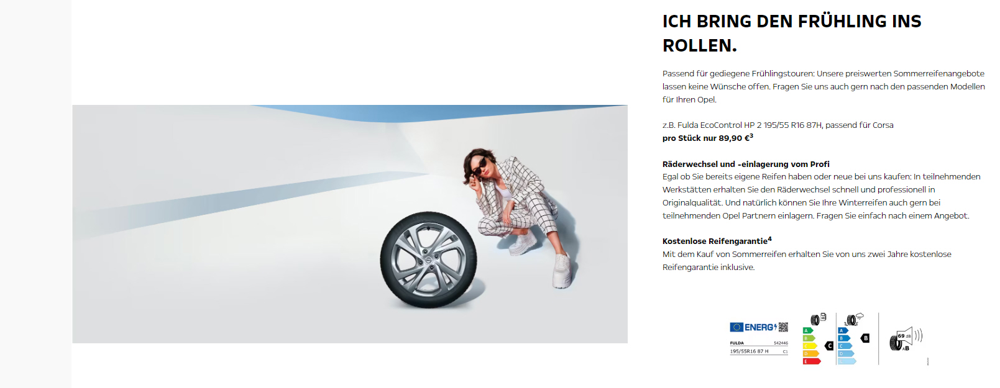 ICH BRING DEN FRÜHLING INS
ROLLEN.
Passend für gediegene Frühlingstouren: Unsere preiswerten Sommerreifenangebote
lassen keine Wünsche offen. Fragen Sie uns auch gern nach den passenden Modellen
für Ihren Opel.
z.B. Fulda EcoControl HP 2 195/55 R16 87H, passend für Corsa
pro Stück nur 89,90 €³
Räderwechsel und -einlagerung vom Profi
Egal ob Sie bereits eigene Reifen haben oder neue bei uns kaufen: In teilnehmenden
Werkstätten erhalten Sie den Räderwechsel schnell und professionell in
Originalqualität. Und natürlich können Sie Ihre Winterreifen auch gern bei
teilnehmenden Opel Partnern einlagern. Fragen Sie einfach nach einem Angebot.
Kostenlose Reifengarantie⁴
Mit dem Kauf von Sommerreifen erhalten Sie von uns zwei Jahre kostenlose
Reifengarantie inklusive.
ENERG
FULDA 542446
195/55R16 87 H C1
A
B
C
D
E
C
A
B
C
D
B
69 dB
AB